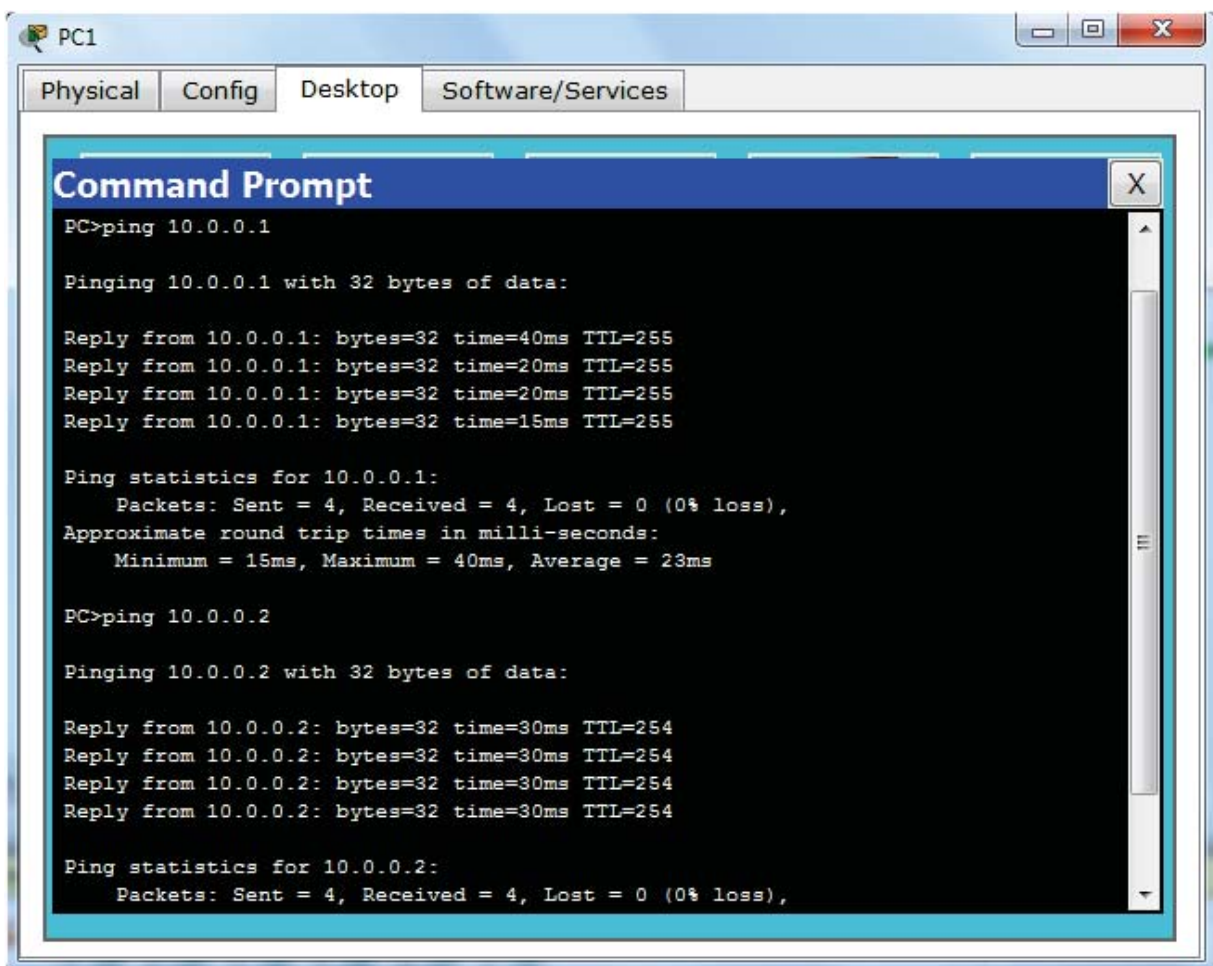 PC1
Physical Config Desktop Software/Services
Command Prompt X
PC>ping 10.0.0.1
Pinging 10.0.0.1 with 32 bytes of data:
Reply from 10.0.0.1: bytes=32 time=40ms TTL=255
Reply from 10.0.0.1: bytes=32 time=20ms TTL=255
Reply from 10.0.0.1: bytes=32 time=20ms TTL=255
Reply from 10.0.0.1: bytes=32 time=15ms TTL=255
Ping statistics for 10.0.0.1:
Packets: Sent = 4, Received = 4, Lost = 0 (0% loss),
Approximate round trip times in milli-seconds:
Minimum = 15ms, Maximum = 40ms, Average = 23ms
PC>ping 10.0.0.2
Pinging 10.0.0.2 with 32 bytes of data:
Reply from 10.0.0.2: bytes=32 time=30ms TTL=254
Reply from 10.0.0.2: bytes=32 time=30ms TTL=254
Reply from 10.0.0.2: bytes=32 time=30ms TTL=254
Reply from 10.0.0.2: bytes=32 time=30ms TTL=254
Ping statistics for 10.0.0.2:
Packets: Sent = 4, Received = 4, Lost = 0 (0% loss),